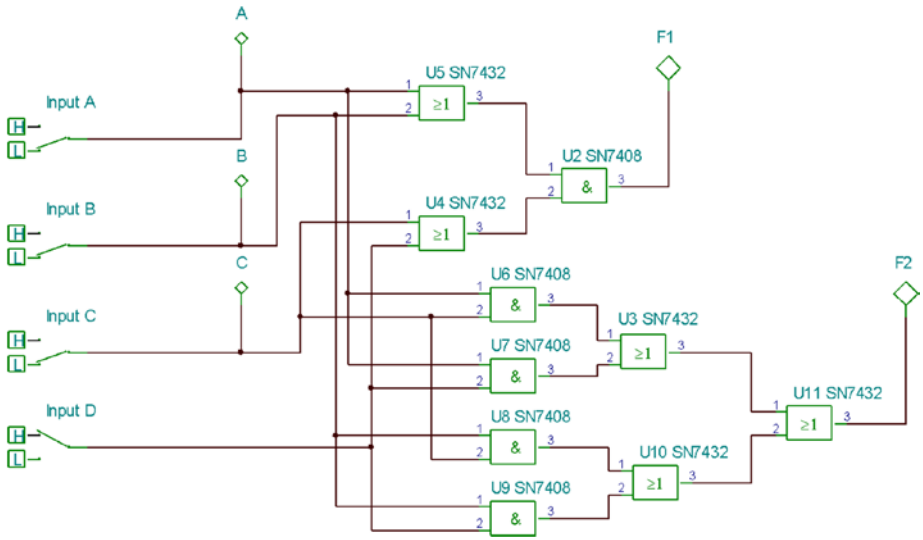 A
F1
U5 SN7432
1
2
≥1
3
Input A
H
L
B
U2 SN7408
1
2
&
3
Input B
H
L
U4 SN7432
1
2
≥1
3
C
U6 SN7408
1
2
&
3
F2
Input C
H
L
U3 SN7432
1
2
≥1
3
U7 SN7408
1
2
&
3
U11 SN7432
1
2
≥1
3
Input D
H
L
U8 SN7408
1
2
&
3
U10 SN7432
1
2
≥1
3
U9 SN7408
1
2
&
3